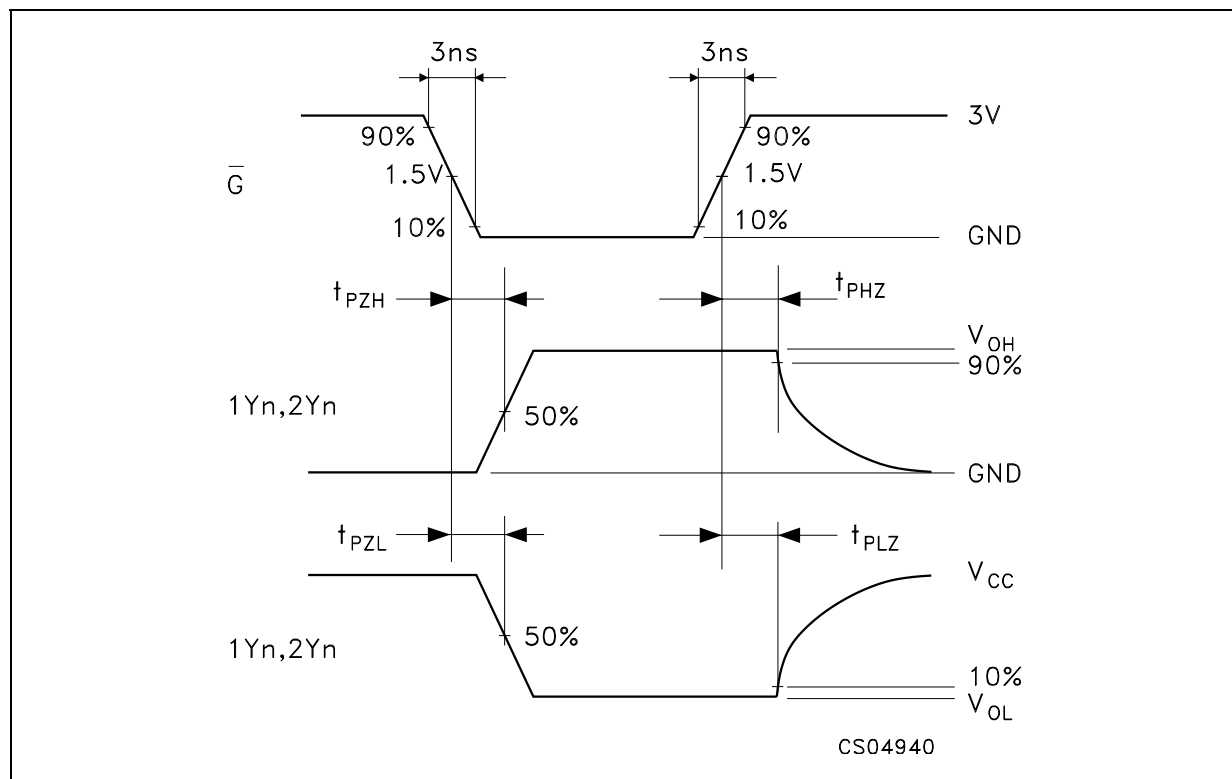 3ns 3ns
3V
90% 90%
G̅ 1.5V 1.5V
10% 10%
GND
tPZH tPHZ
VOH
90%
1Yn,2Yn 50%
GND
tPZL tPLZ
VCC
1Yn,2Yn 50%
10%
VOL
CS04940